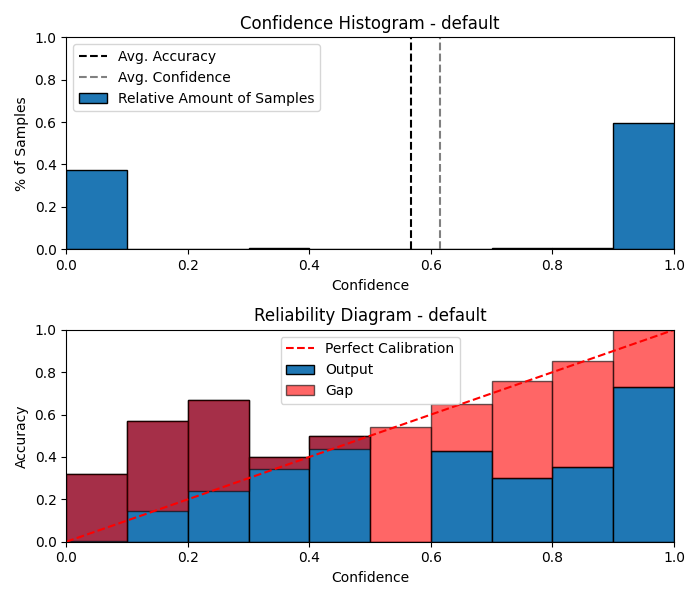 Confidence Histogram - default
1.0
0.8
0.6
0.4
0.2
0.0
% of Samples
Avg. Accuracy
Avg. Confidence
Relative Amount of Samples
0.0 0.2 0.4 0.6 0.8 1.0
Confidence
Reliability Diagram - default
1.0
0.8
0.6
0.4
0.2
0.0
Accuracy
Perfect Calibration
Output
Gap
0.0 0.2 0.4 0.6 0.8 1.0
Confidence